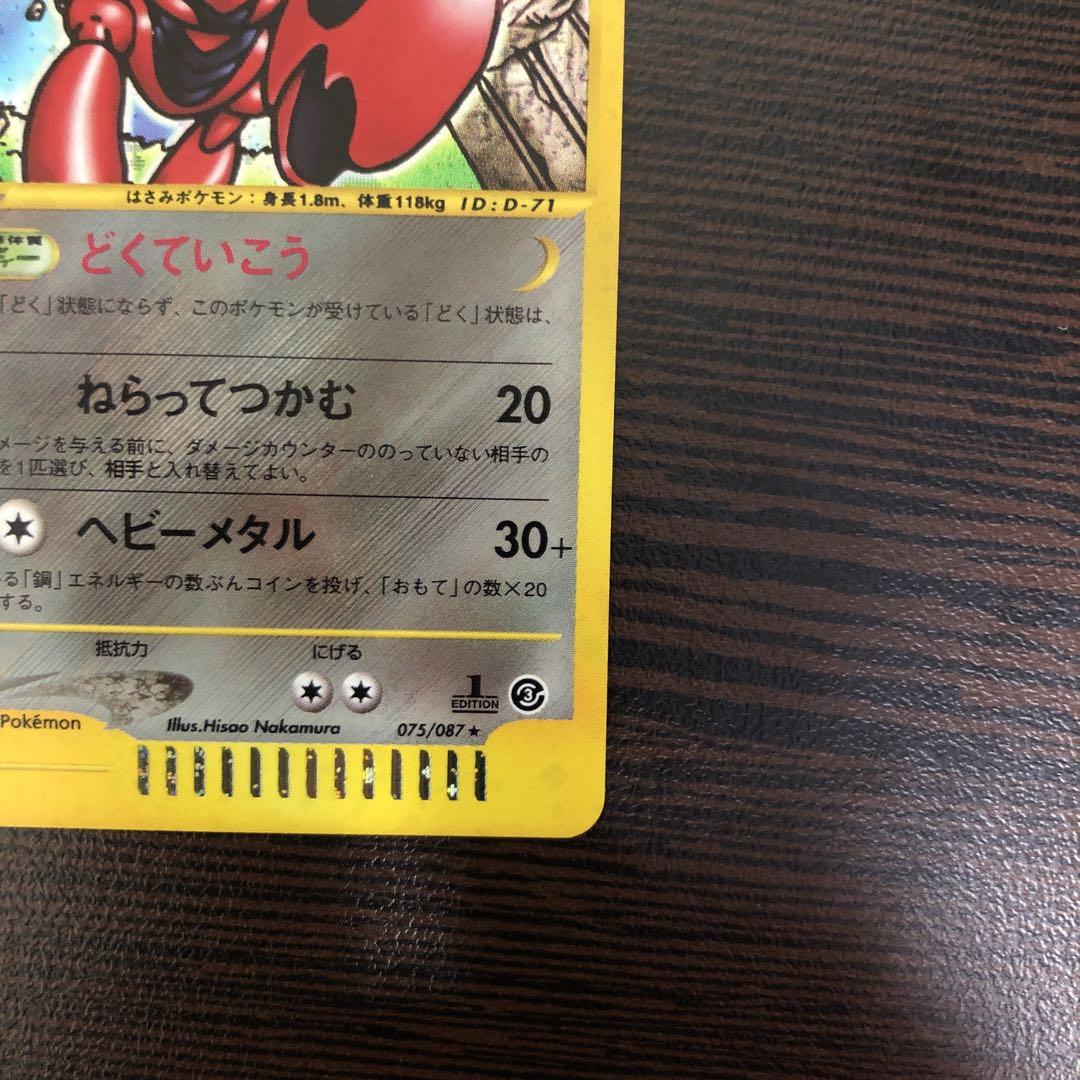 はさみポケモン：身長1.8m、体重118kg ID:D-71
どくていこう
「どく」状態にならず、このポケモンが受けている「どく」状態は、
ねらってつかむ 20
メージを与える前に、ダメージカウンターののっていない相手の
を1匹選び、相手と入れ替えてよい。
ヘビーメタル 30+
る「鋼」エネルギーの数ぶんコインを投げ、「おもて」の数×20
する。
抵抗力 にげる
1 EDITION 3
Pokémon Illus.Hisao Nakamura 075/087 ★